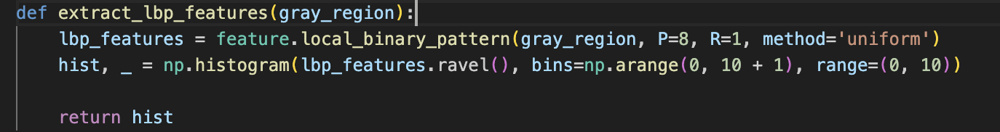 def extract_lbp_features(gray_region):
    lbp_features = feature.local_binary_pattern(gray_region, P=8, R=1, method='uniform')
    hist, _ = np.histogram(lbp_features.ravel(), bins=np.arange(0, 10 + 1), range=(0, 10))

    return hist